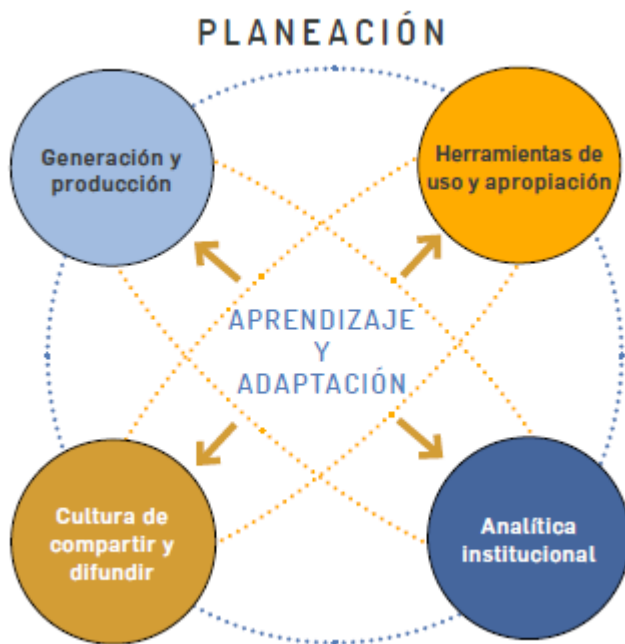 PLANEACIÓN
Generación y
producción
Herramientas de
uso y apropiación
APRENDIZAJE
Y
ADAPTACIÓN
Cultura de
compartir y
difundir
Analítica
institucional